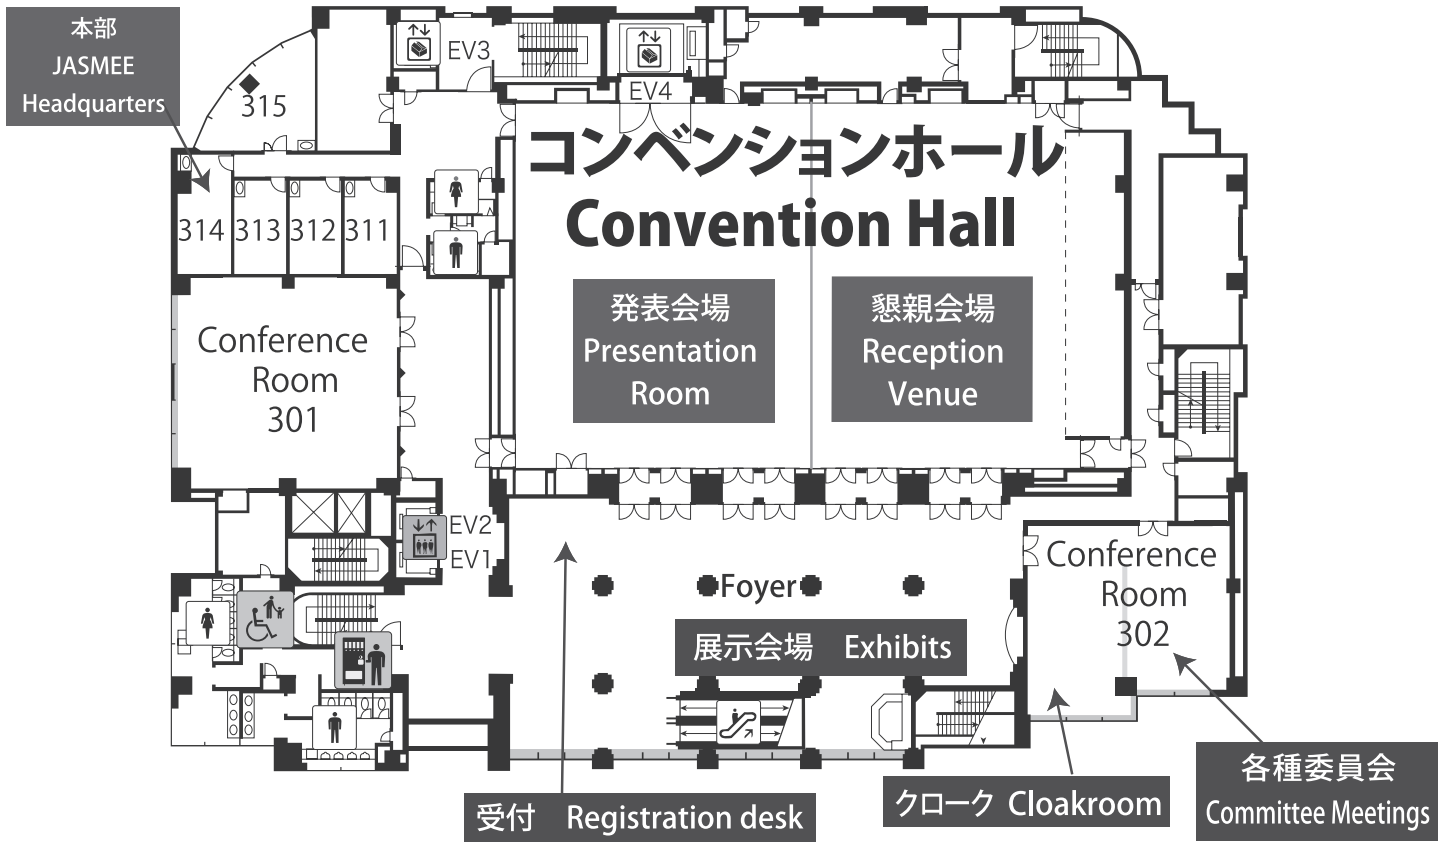 本部
JASMEE
Headquarters
EV3
EV4
315
コンベンションホール
Convention Hall
314
313
312
311
発表会場
Presentation
Room
懇親会場
Reception
Venue
Conference
Room
301
EV2
EV1
Foyer
展示会場 Exhibits
Conference
Room
302
受付 Registration desk
クローク Cloakroom
各種委員会
Committee Meetings